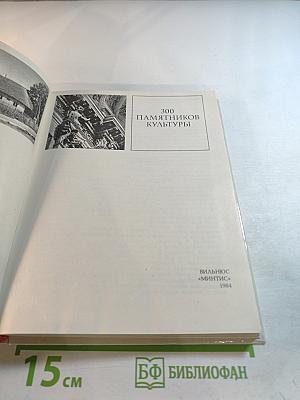 300
ПАМЯТНИКОВ
КУЛЬТУРЫ
ВИЛЬНЮС
«МИНТИС»
1984
15 см
БФ БИБЛИОФАН